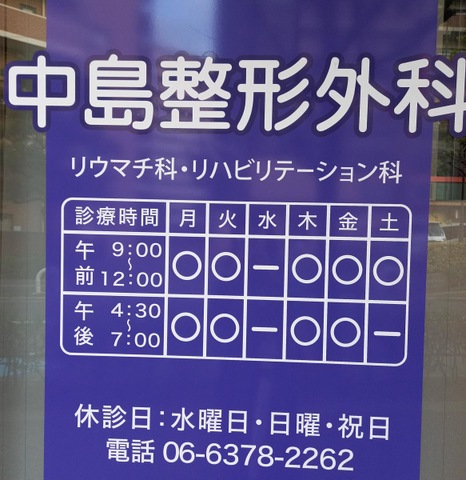 中島整形外科
リウマチ科・リハビリテーション科
診療時間 月 火 水 木 金 土
午前 9:00〜12:00 ○ ○ ー ○ ○ ○
午後 4:30〜7:00 ○ ○ ー ○ ○ ー
休診日:水曜日・日曜・祝日
電話 06-6378-2262